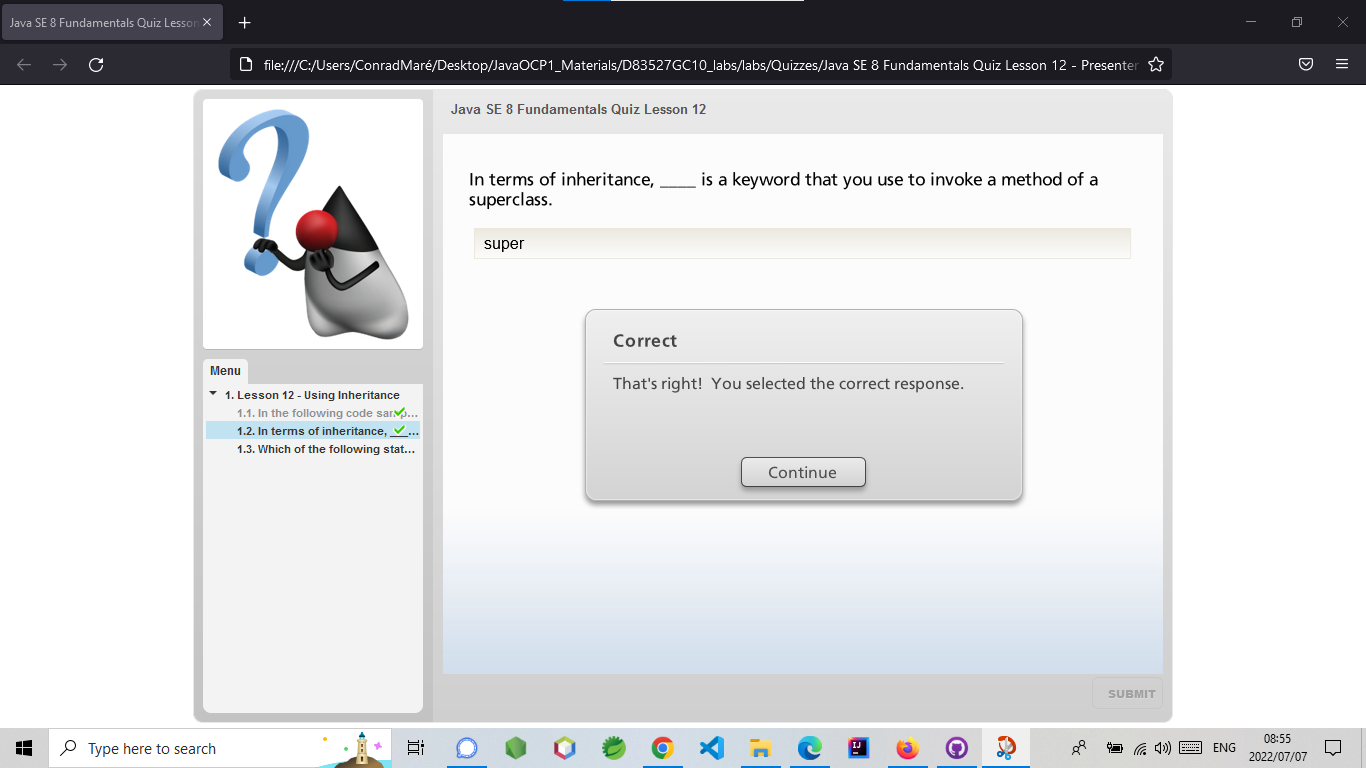 Java SE 8 Fundamentals Quiz Lesson
file:///C:/Users/ConradMaré/Desktop/JavaOCP1_Materials/D83527GC10_labs/labs/Quizzes/Java SE 8 Fundamentals Quiz Lesson 12 - Presenter
Java SE 8 Fundamentals Quiz Lesson 12
In terms of inheritance, ____ is a keyword that you use to invoke a method of a
superclass.
super
Correct
That's right! You selected the correct response.
Continue
Menu
1. Lesson 12 - Using Inheritance
1.1. In the following code samp...
1.2. In terms of inheritance, ___...
1.3. Which of the following stat...
SUBMIT
Type here to search
ENG
08:55
2022/07/07